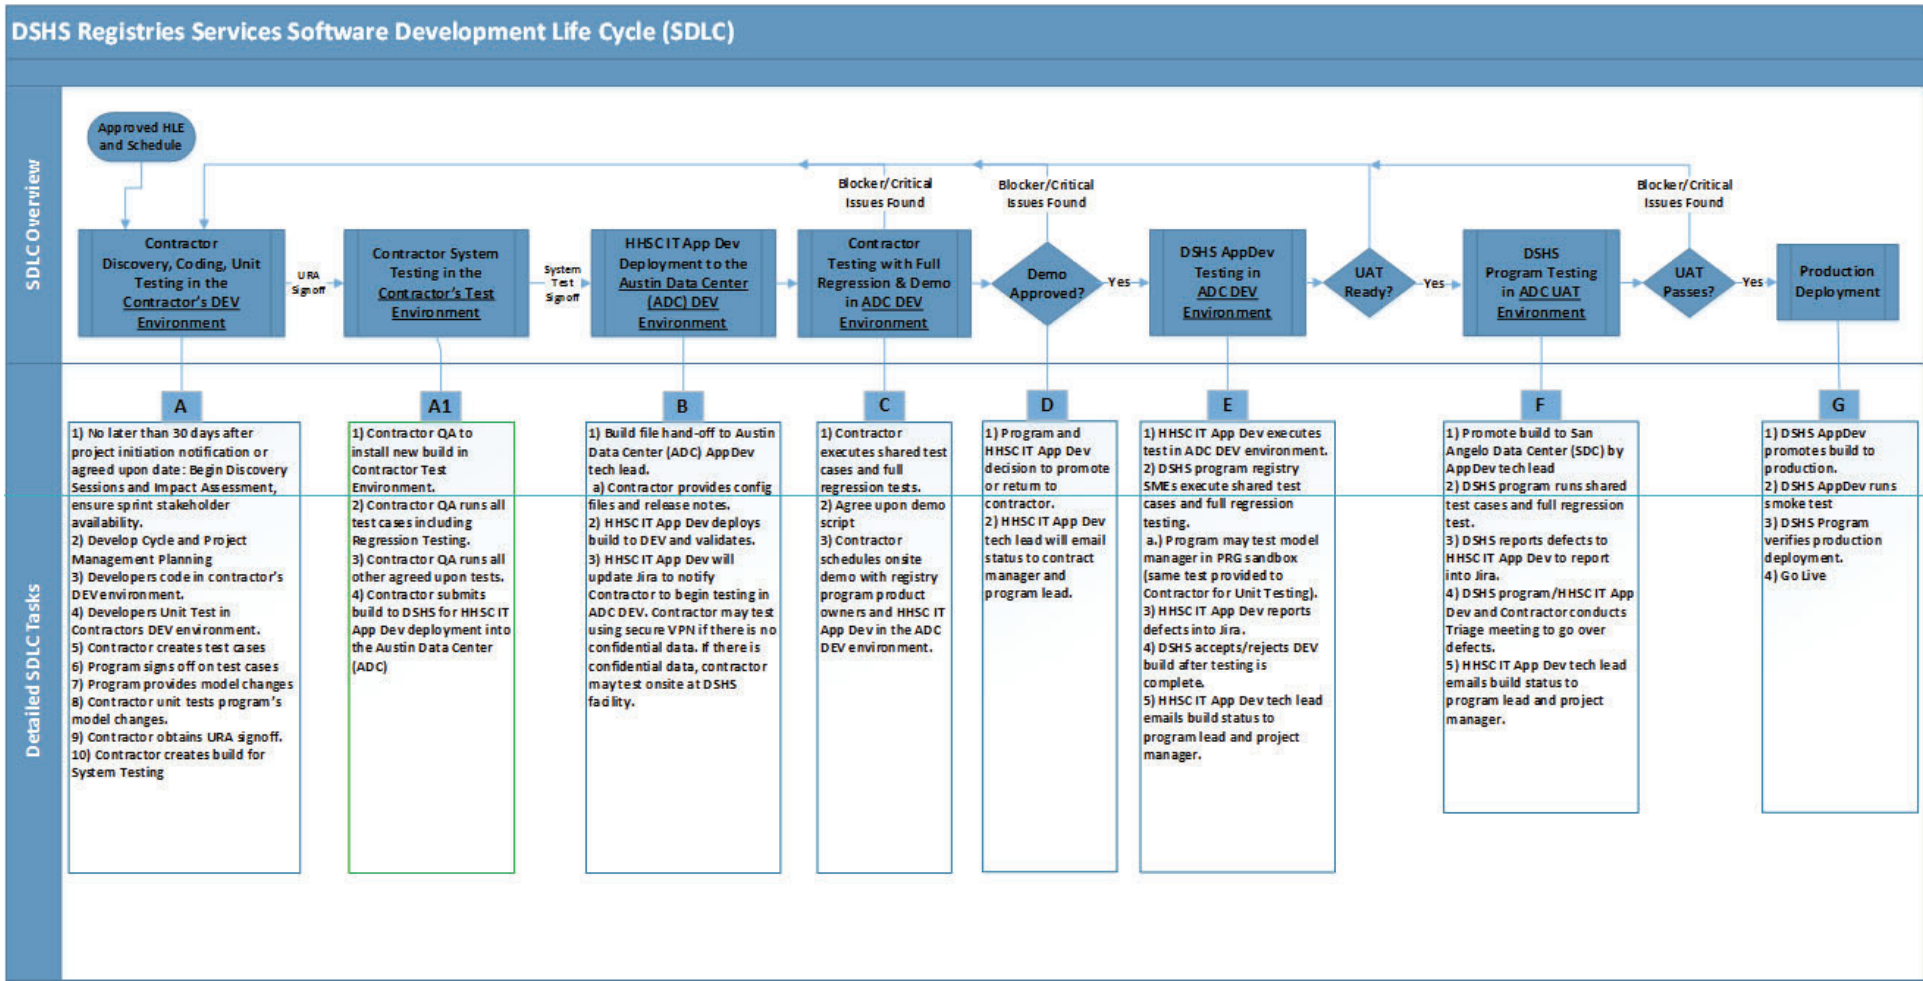 DSHS Registries Services Software Development Life Cycle (SDLC)
SDLC Overview
Approved HLE
and Schedule
Blocker/Critical
Issues Found
Blocker/Critical
Issues Found
Blocker/Critical
Issues Found
Contractor
Discovery, Coding, Unit
Testing in the
Contractor's DEV
Environment
URA
Signoff
Contractor System
Testing in the
Contractor's Test
Environment
System
Test
Signoff
HHSC IT App Dev
Deployment to the
Austin Data Center
(ADC) DEV
Environment
Contractor
Testing with Full
Regression & Demo
in ADC DEV
Environment
Demo
Approved?
Yes
DSHS AppDev
Testing in
ADC DEV
Environment
UAT
Ready?
Yes
DSHS
Program Testing
in ADC UAT
Environment
UAT
Passes?
Yes
Production
Deployment
Detailed SDLC Tasks
A
1) No later than 30 days after
project initiation notification or
agreed upon date: Begin Discovery
Sessions and Impact Assessment,
ensure sprint stakeholder
availability.
2) Develop Cycle and Project
Management Planning
3) Developers code in contractor's
DEV environment.
4) Developers Unit Test in
Contractors DEV environment.
5) Contractor creates test cases
6) Program signs off on test cases
7) Program provides model changes
8) Contractor unit tests program's
model changes.
9) Contractor obtains URA signoff.
10) Contractor creates build for
System Testing
A1
1) Contractor QA to
install new build in
Contractor Test
Environment.
2) Contractor QA runs all
test cases including
Regression Testing.
3) Contractor QA runs all
other agreed upon tests.
4) Contractor submits
build to DSHS for HHSC IT
App Dev deployment into
the Austin Data Center
(ADC)
B
1) Build file hand-off to Austin
Data Center (ADC) AppDev
tech lead.
a) Contractor provides config
files and release notes.
2) HHSC IT App Dev deploys
build to DEV and validates.
3) HHSC IT App Dev will
update Jira to notify
Contractor to begin testing in
ADC DEV. Contractor may test
using secure VPN if there is no
confidential data. If there is
confidential data, contractor
may test onsite at DSHS
facility.
C
1) Contractor
executes shared test
cases and full
regression tests.
2) Agree upon demo
script
3) Contractor
schedules onsite
demo with registry
program product
owners and HHSC IT
App Dev in the ADC
DEV environment.
D
1) Program and
HHSC IT App Dev
decision to promote
or return to
contractor.
2) HHSC IT App Dev
tech lead will email
status to contract
manager and
program lead.
E
1) HHSC IT App Dev executes
test in ADC DEV environment.
2) DSHS program registry
SMEs execute shared test
cases and full regression
testing.
a.) Program may test model
manager in PRG sandbox
(same test provided to
Contractor for Unit Testing).
3) HHSC IT App Dev reports
defects into Jira.
4) DSHS accepts/rejects DEV
build after testing is
complete.
5) HHSC IT App Dev tech lead
emails build status to
program lead and project
manager.
F
1) Promote build to San
Angelo Data Center (SDC) by
AppDev tech lead
2) DSHS program runs shared
test cases and full regression
test.
3) DSHS reports defects to
HHSC IT App Dev to report
into Jira.
4) DSHS program/HHSC IT App
Dev and Contractor conducts
Triage meeting to go over
defects.
5) HHSC IT App Dev tech lead
emails build status to
program lead and project
manager.
G
1) DSHS AppDev
promotes build to
production.
2) DSHS AppDev runs
smoke test
3) DSHS Program
verifies production
deployment.
4) Go Live